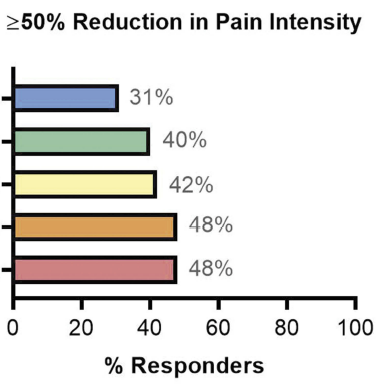 ≥50% Reduction in Pain Intensity
31%
40%
42%
48%
48%
0 20 40 60 80 100
% Responders